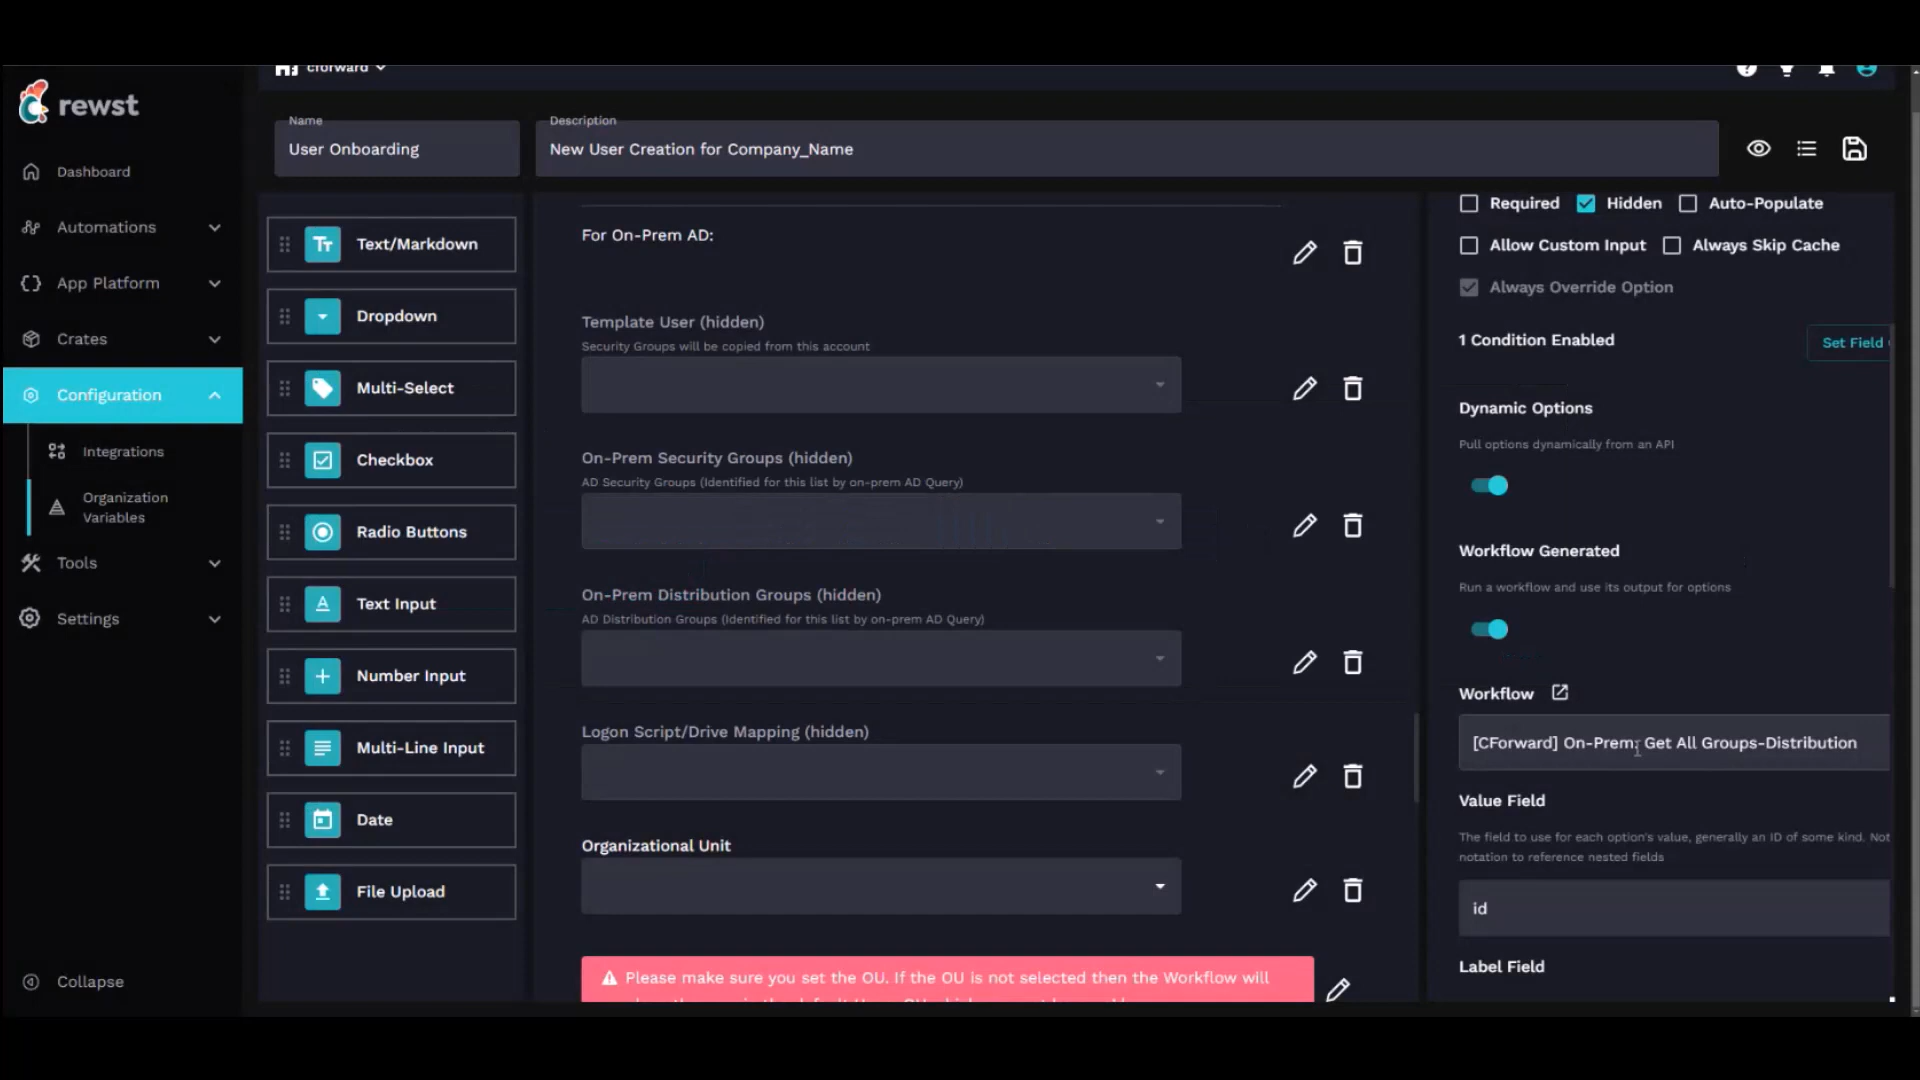 cforward
rewst
Name
User Onboarding
Description
New User Creation for Company_Name
Dashboard
Automations
App Platform
Crates
Configuration
Integrations
Organization
Variables
Tools
Settings
Collapse
Text/Markdown
Dropdown
Multi-Select
Checkbox
Radio Buttons
Text Input
Number Input
Multi-Line Input
Date
File Upload
For On-Prem AD:
Template User (hidden)
Security Groups will be copied from this account
On-Prem Security Groups (hidden)
AD Security Groups (Identified for this list by on-prem AD Query)
On-Prem Distribution Groups (hidden)
AD Distribution Groups (Identified for this list by on-prem AD Query)
Logon Script/Drive Mapping (hidden)
Organizational Unit
Please make sure you set the OU. If the OU is not selected then the Workflow will
Required Hidden Auto-Populate
Allow Custom Input Always Skip Cache
Always Override Option
1 Condition Enabled
Set Field
Dynamic Options
Pull options dynamically from an API
Workflow Generated
Run a workflow and use its output for options
Workflow
[CForward] On-Prem: Get All Groups-Distribution
Value Field
The field to use for each option's value, generally an ID of some kind. Not
notation to reference nested fields
id
Label Field